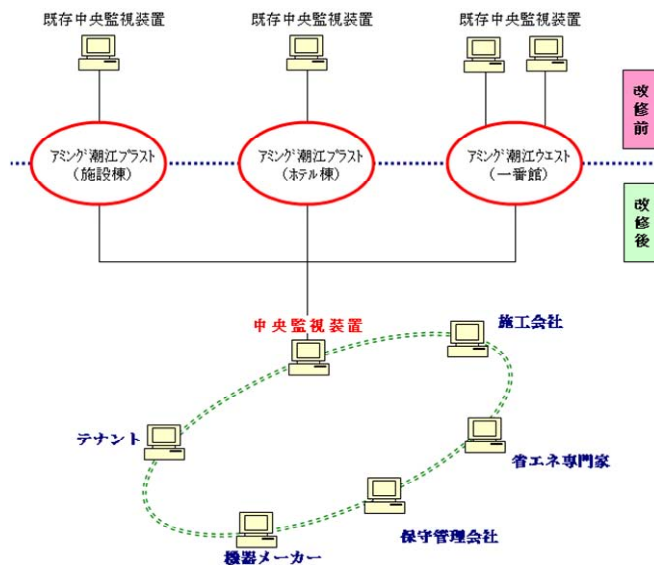 既存中央監視装置
既存中央監視装置
既存中央監視装置
改修前
アミング潮江プラスト
(施設棟)
アミング潮江プラスト
(ホテル棟)
アミング潮江ウエスト
(一番館)
改修後
中央監視装置
施工会社
テナント
省エネ専門家
保守管理会社
機器メーカー